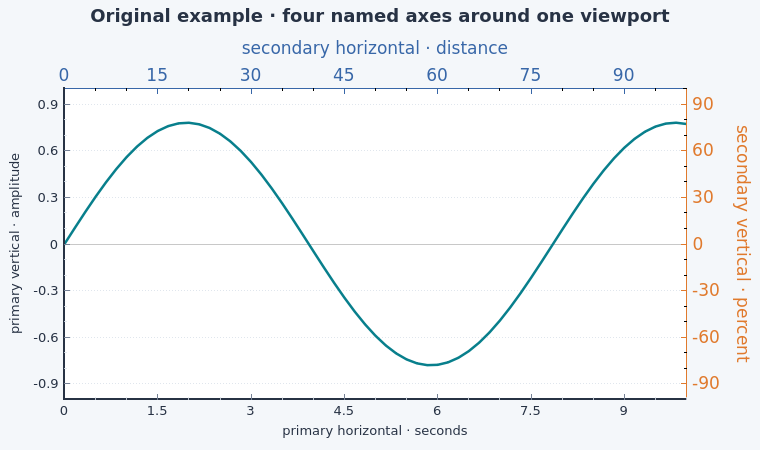 Original example · four named axes around one viewport
secondary horizontal · distance
0 15 30 45 60 75 90
primary vertical · amplitude
0.9
0.6
0.3
0
-0.3
-0.6
-0.9
90
60
30
0
-30
-60
-90
secondary vertical · percent
0 1.5 3 4.5 6 7.5 9
primary horizontal · seconds